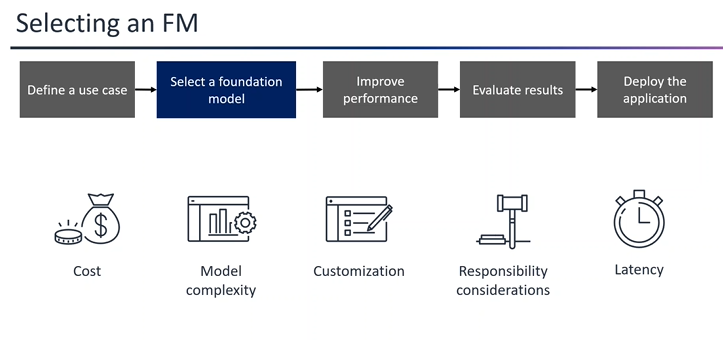 Selecting an FM
Define a use case
Select a foundation
model
Improve
performance
Evaluate results
Deploy the
application
$
Cost
Model
complexity
Customization
Responsibility
considerations
Latency